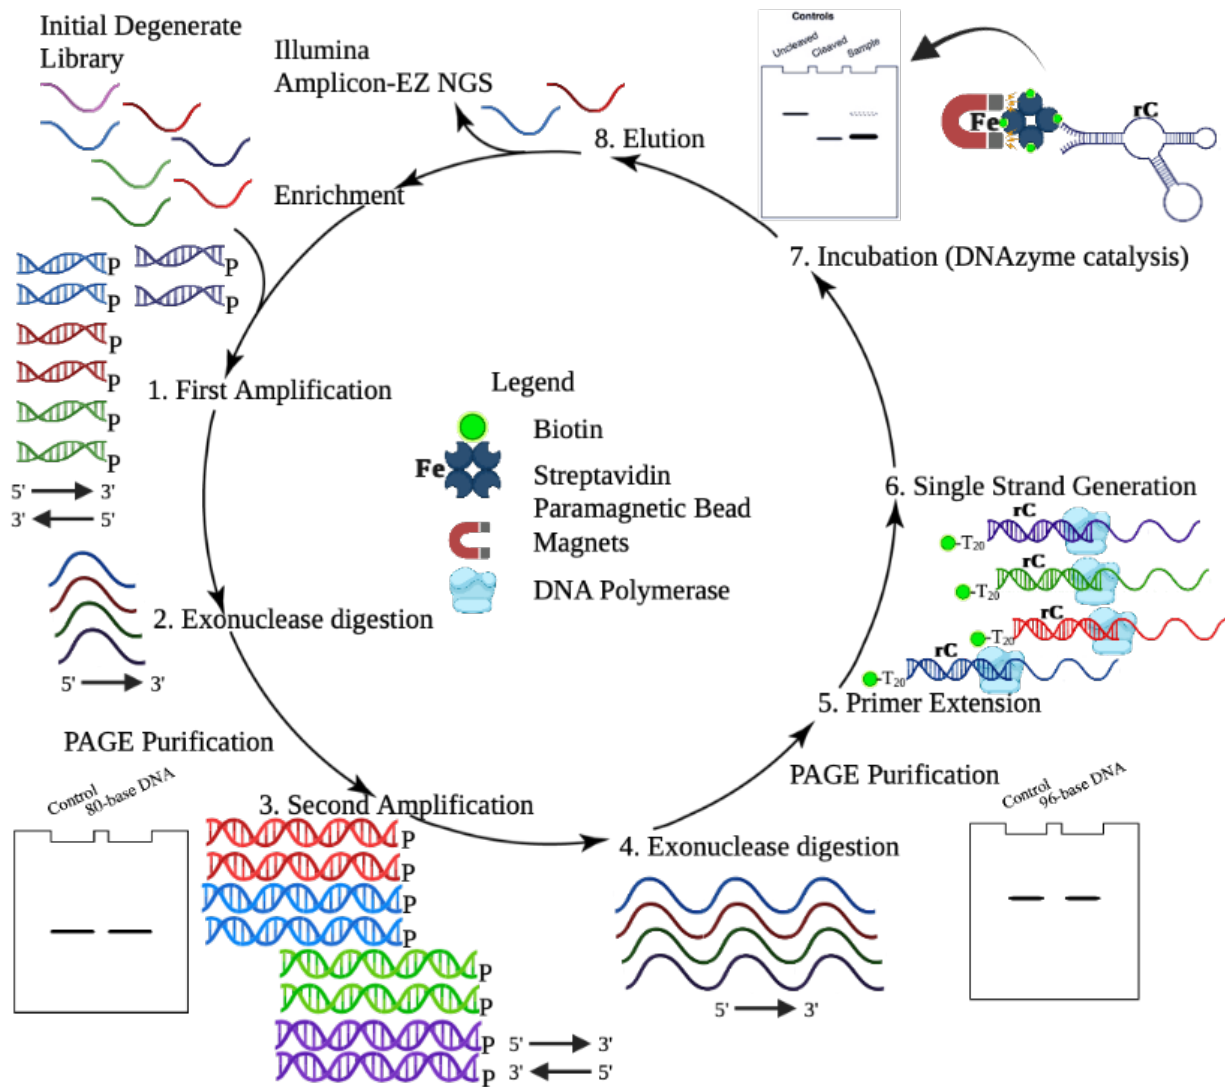 Initial Degenerate
Library
Illumina
Amplicon-EZ NGS
Controls
Uncleaved
Cleaved
Sample
Fe
rC
8. Elution
Enrichment
7. Incubation (DNAzyme catalysis)
P
P
P
P
P
P
P
P
1. First Amplification
5' 3'
3' 5'
Legend
Biotin
Fe
Streptavidin
Paramagnetic Bead
Magnets
DNA Polymerase
6. Single Strand Generation
rC
-T20
rC
-T20
rC
-T20
rC
-T20
5. Primer Extension
2. Exonuclease digestion
5' 3'
PAGE Purification
Control
80-base DNA
3. Second Amplification
P
P
P
P
P
P
P
P
5' 3'
3' 5'
4. Exonuclease digestion
5' 3'
PAGE Purification
Control
96-base DNA